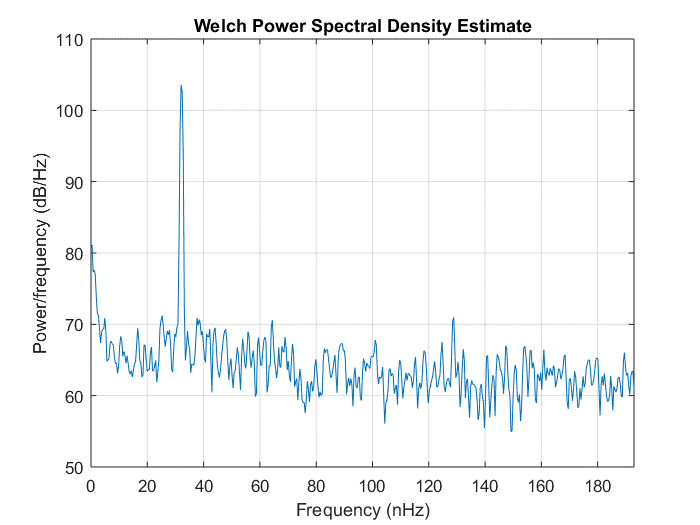 Welch Power Spectral Density Estimate
110
100
90
80
70
60
50
Power/frequency (dB/Hz)
0 20 40 60 80 100 120 140 160 180
Frequency (nHz)